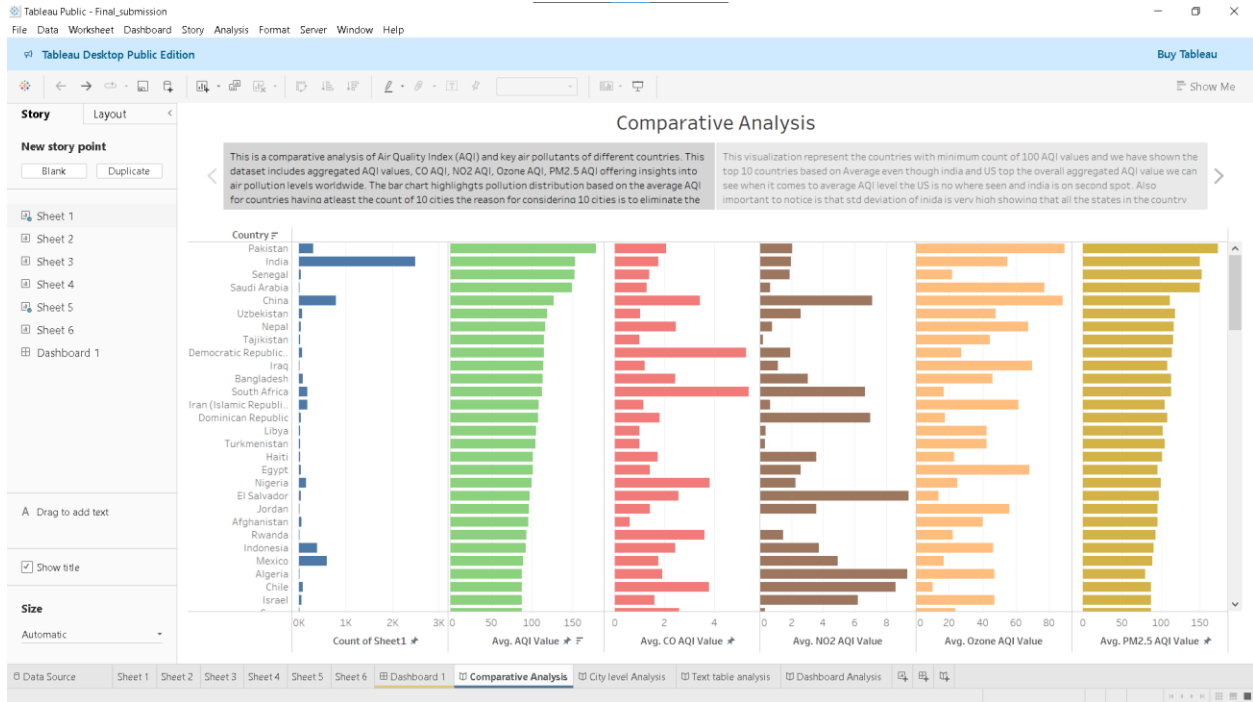 Tableau Public - Final_submission
File Data Worksheet Dashboard Story Analysis Format Server Window Help
Tableau Desktop Public Edition
Buy Tableau
Show Me
Story Layout
New story point
Blank Duplicate
Sheet 1
Sheet 2
Sheet 3
Sheet 4
Sheet 5
Sheet 6
Dashboard 1
A Drag to add text
Show title
Size
Automatic
Comparative Analysis
This is a comparative analysis of Air Quality Index (AQI) and key air pollutants of different countries. This
dataset includes aggregated AQI values, CO AQI, NO2 AQI, Ozone AQI, PM2.5 AQI offering insights into
air pollution levels worldwide. The bar chart highlighgts pollution distribution based on the average AQI
for countries having atleast the count of 10 cities the reason for considering 10 cities is to eliminate the
This visualization represent the countries with minimum count of 100 AQI values and we have shown the
top 10 countries based on Average even though india and US top the overall aggregated AQI value we can
see when it comes to average AQI level the US is no where seen and india is on second spot. Also
important to notice is that std deviation of inida is very high showing that all the states in the country
Country
Pakistan
India
Senegal
Saudi Arabia
China
Uzbekistan
Nepal
Tajikistan
Democratic Republic..
Iraq
Bangladesh
South Africa
Iran (Islamic Republi..
Dominican Republic
Libya
Turkmenistan
Haiti
Egypt
Nigeria
El Salvador
Jordan
Afghanistan
Rwanda
Indonesia
Mexico
Algeria
Chile
Israel
0K 1K 2K 3K
Count of Sheet1
0 50 100 150
Avg. AQI Value
0 2 4
Avg. CO AQI Value
0 2 4 6 8
Avg. NO2 AQI Value
0 20 40 60 80
Avg. Ozone AQI Value
0 50 100 150
Avg. PM2.5 AQI Value
Data Source Sheet 1 Sheet 2 Sheet 3 Sheet 4 Sheet 5 Sheet 6 Dashboard 1 Comparative Analysis City level Analysis Text table analysis Dashboard Analysis